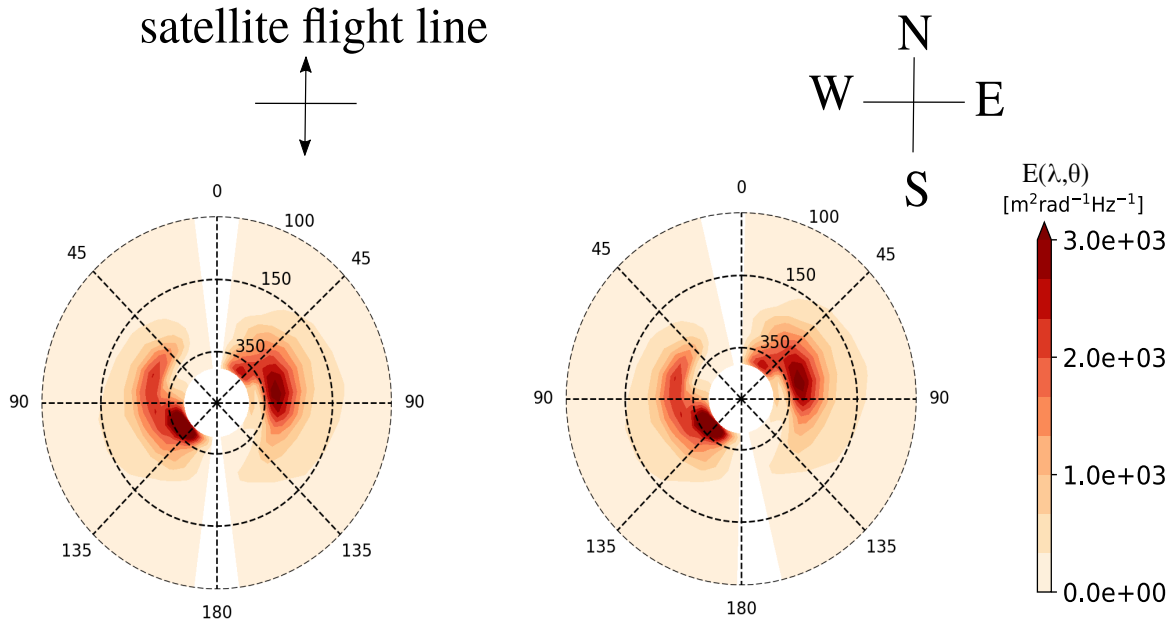 satellite flight line
N
W E
S
E(λ,θ)
[m²rad⁻¹Hz⁻¹]
3.0e+03
2.0e+03
1.0e+03
0.0e+00
0
100
45 45
150
350
90 90
135 135
180
0
100
45 45
150
350
90 90
135 135
180